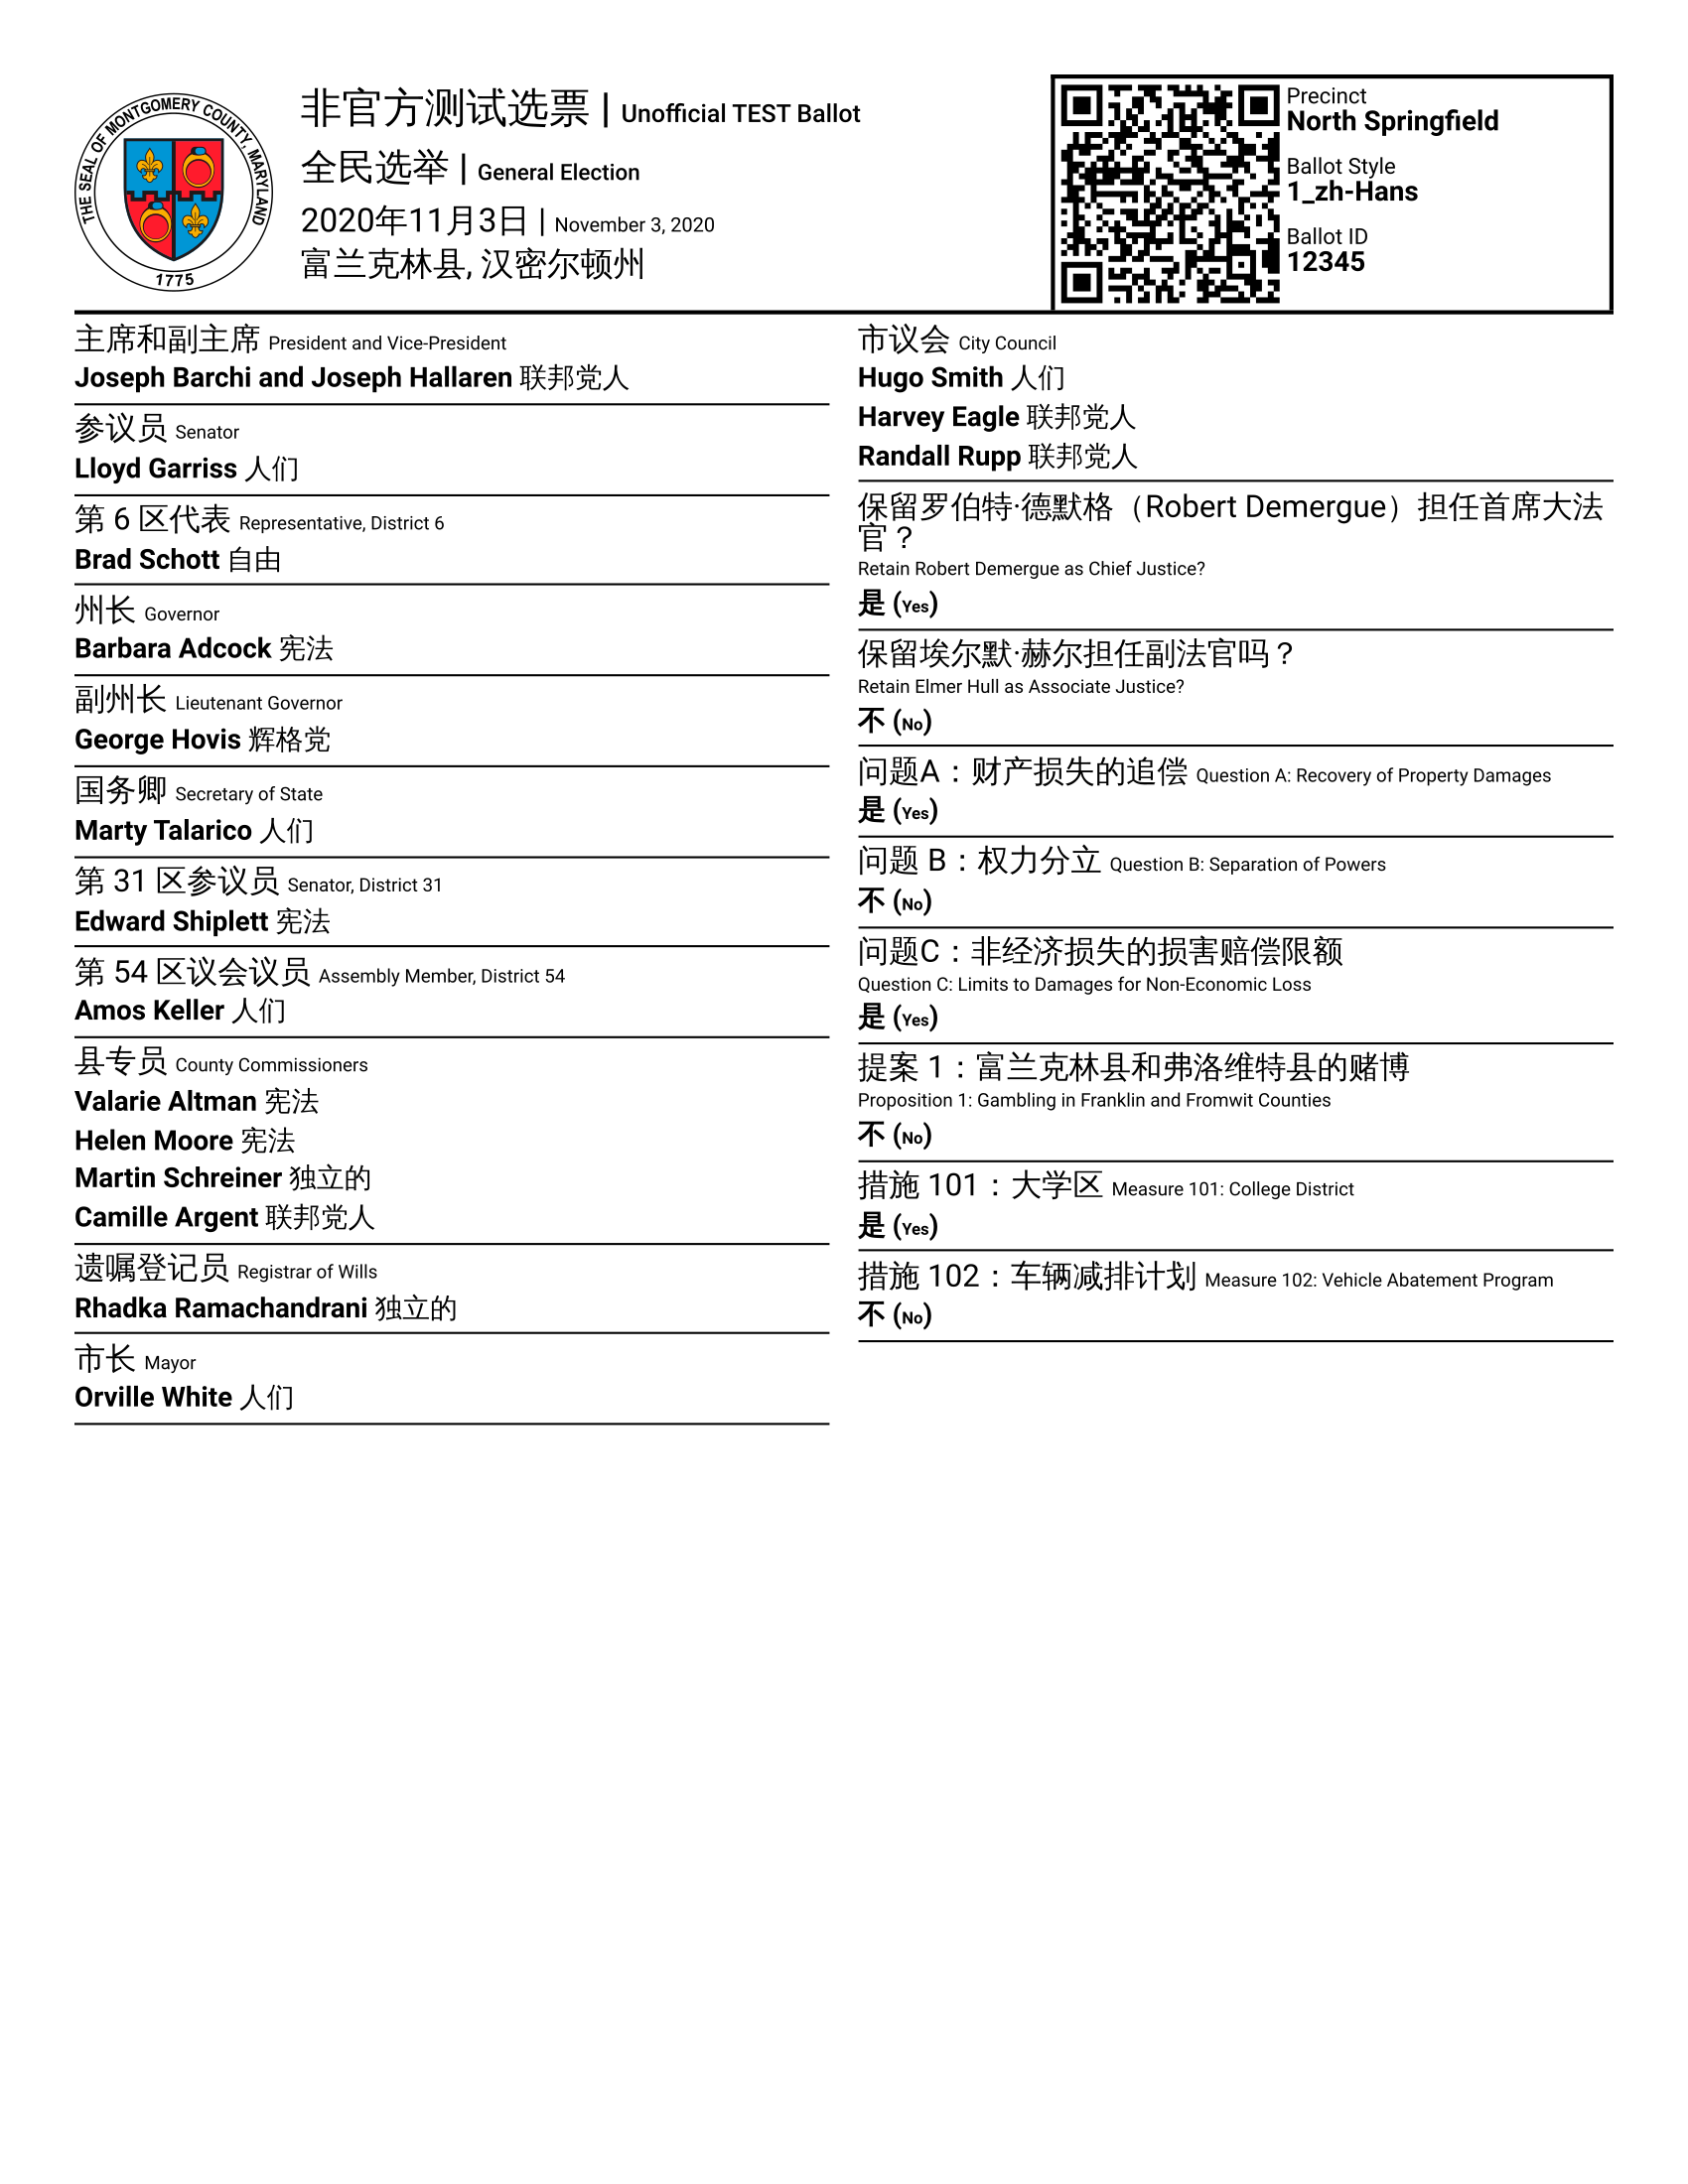 THE SEAL OF MONTGOMERY COUNTY, MARYLAND
1775
非官方测试选票 | Unofficial TEST Ballot
全民选举 | General Election
2020年11月3日 | November 3, 2020
富兰克林县, 汉密尔顿州
Precinct
North Springfield
Ballot Style
1_zh-Hans
Ballot ID
12345
主席和副主席 President and Vice-President
Joseph Barchi and Joseph Hallaren 联邦党人
参议员 Senator
Lloyd Garriss 人们
第 6 区代表 Representative, District 6
Brad Schott 自由
州长 Governor
Barbara Adcock 宪法
副州长 Lieutenant Governor
George Hovis 辉格党
国务卿 Secretary of State
Marty Talarico 人们
第 31 区参议员 Senator, District 31
Edward Shiplett 宪法
第 54 区议会议员 Assembly Member, District 54
Amos Keller 人们
县专员 County Commissioners
Valarie Altman 宪法
Helen Moore 宪法
Martin Schreiner 独立的
Camille Argent 联邦党人
遗嘱登记员 Registrar of Wills
Rhadka Ramachandrani 独立的
市长 Mayor
Orville White 人们
市议会 City Council
Hugo Smith 人们
Harvey Eagle 联邦党人
Randall Rupp 联邦党人
保留罗伯特·德默格（Robert Demergue）担任首席大法
官？
Retain Robert Demergue as Chief Justice?
是 (Yes)
保留埃尔默·赫尔担任副法官吗？
Retain Elmer Hull as Associate Justice?
不 (No)
问题A：财产损失的追偿 Question A: Recovery of Property Damages
是 (Yes)
问题 B：权力分立 Question B: Separation of Powers
不 (No)
问题C：非经济损失的损害赔偿限额
Question C: Limits to Damages for Non-Economic Loss
是 (Yes)
提案 1：富兰克林县和弗洛维特县的赌博
Proposition 1: Gambling in Franklin and Fromwit Counties
不 (No)
措施 101：大学区 Measure 101: College District
是 (Yes)
措施 102：车辆减排计划 Measure 102: Vehicle Abatement Program
不 (No)